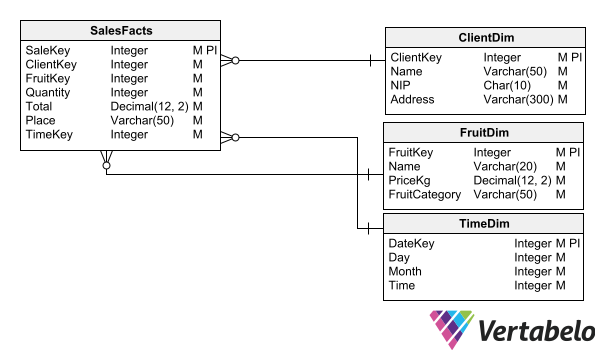 SalesFacts
SaleKey Integer M PI
ClientKey Integer M
FruitKey Integer M
Quantity Integer M
Total Decimal(12, 2) M
Place Varchar(50) M
TimeKey Integer M
ClientDim
ClientKey Integer M PI
Name Varchar(50) M
NIP Char(10) M
Address Varchar(300) M
FruitDim
FruitKey Integer M PI
Name Varchar(20) M
PriceKg Decimal(12, 2) M
FruitCategory Varchar(50) M
TimeDim
DateKey Integer M PI
Day Integer M
Month Integer M
Time Integer M
Vertabelo